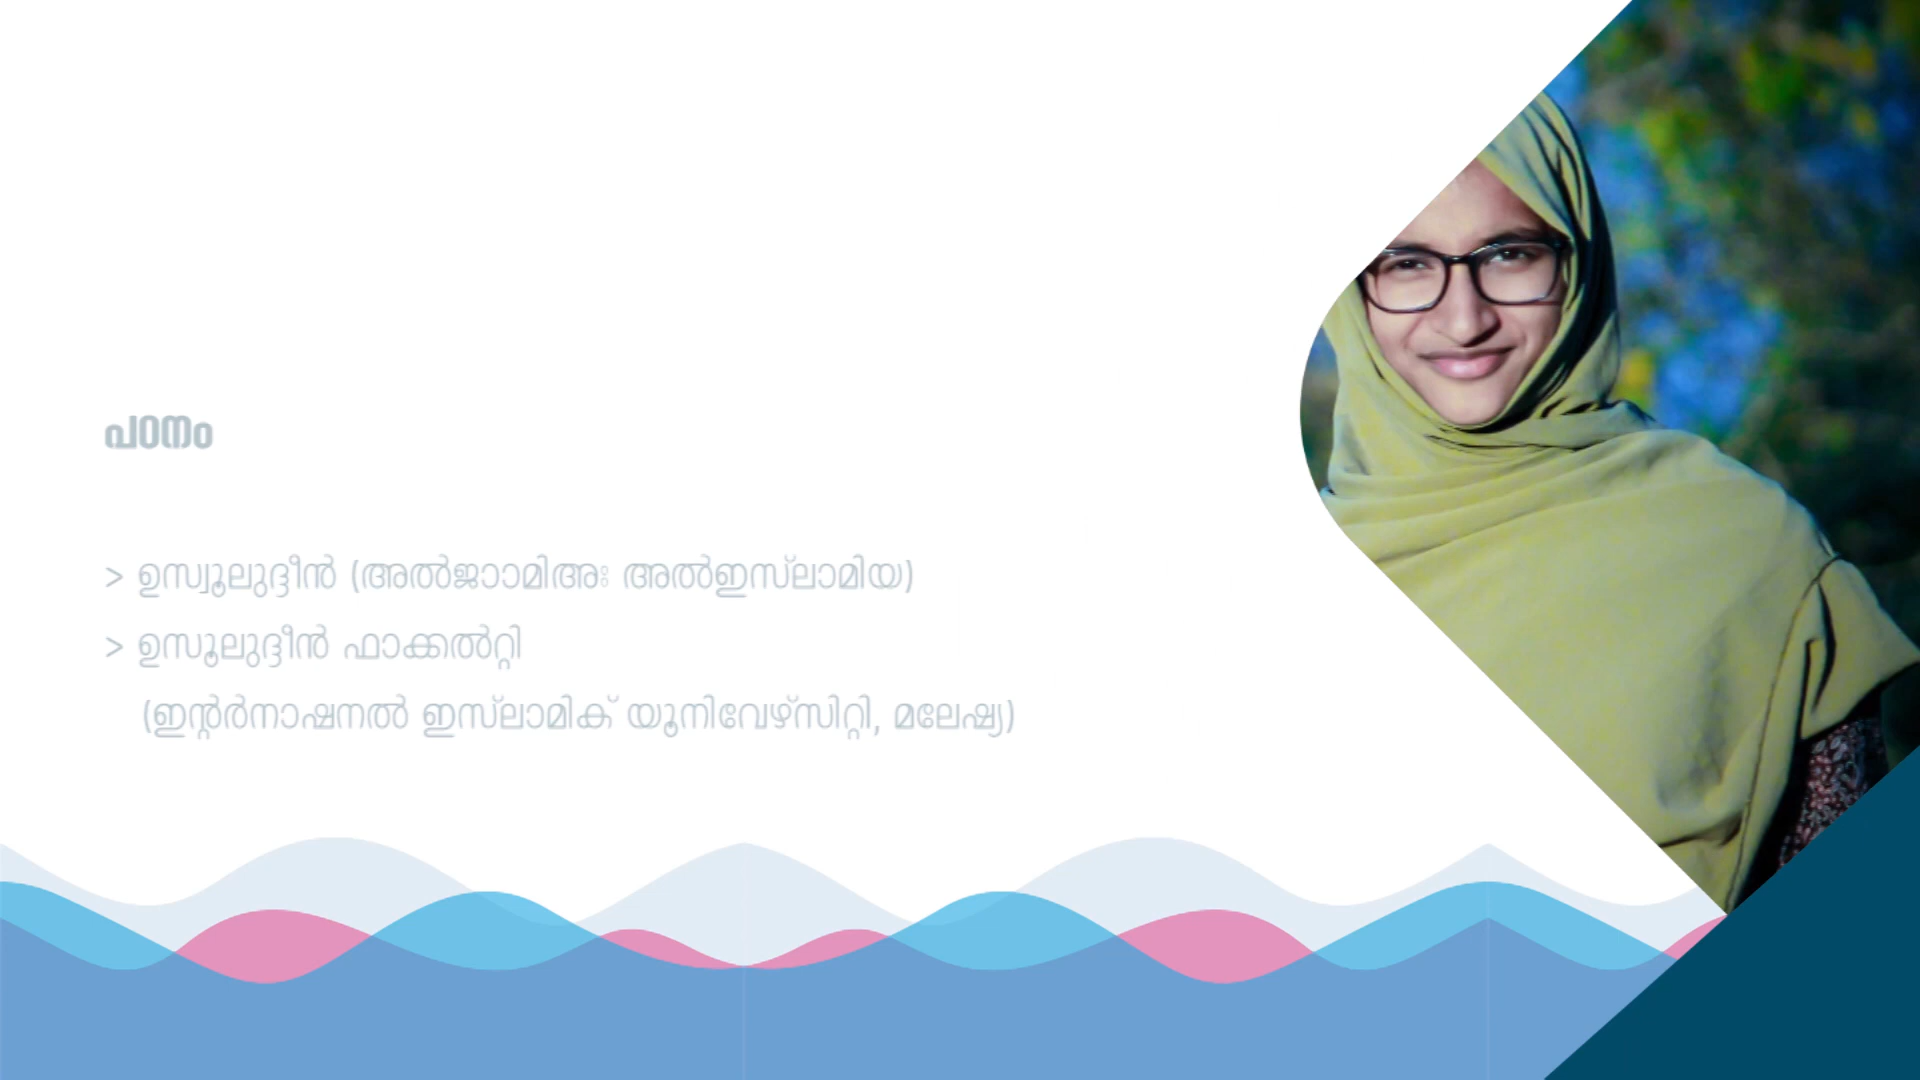 പഠനം
> ഉസ്വൂലുദ്ദീൻ (അൽജാാമിഅഃ അൽഇസ്‌ലാമിയ)
> ഉസൂലുദ്ദീൻ ഫാക്കൽറ്റി
(ഇന്റർനാഷനൽ ഇസ്‌ലാമിക് യൂനിവേഴ്സിറ്റി, മലേഷ്യ)